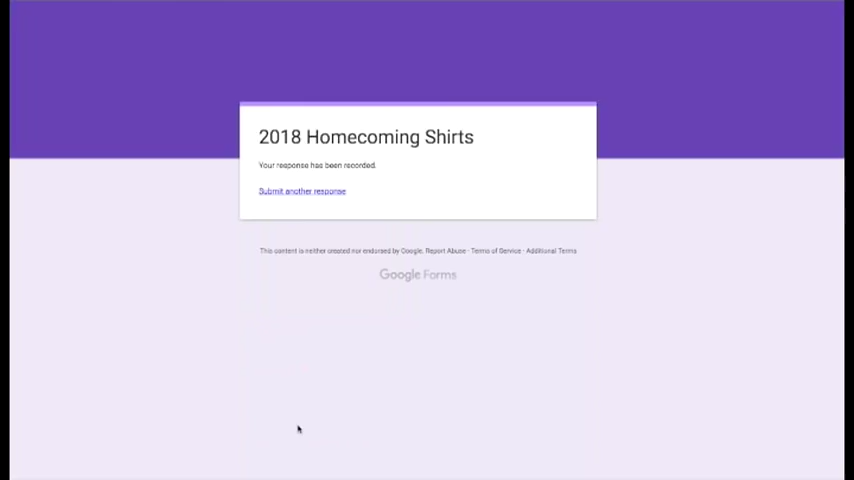 2018 Homecoming Shirts
Your response has been recorded.
Submit another response
This content is neither created nor endorsed by Google. Report Abuse - Terms of Service - Additional Terms
Google Forms